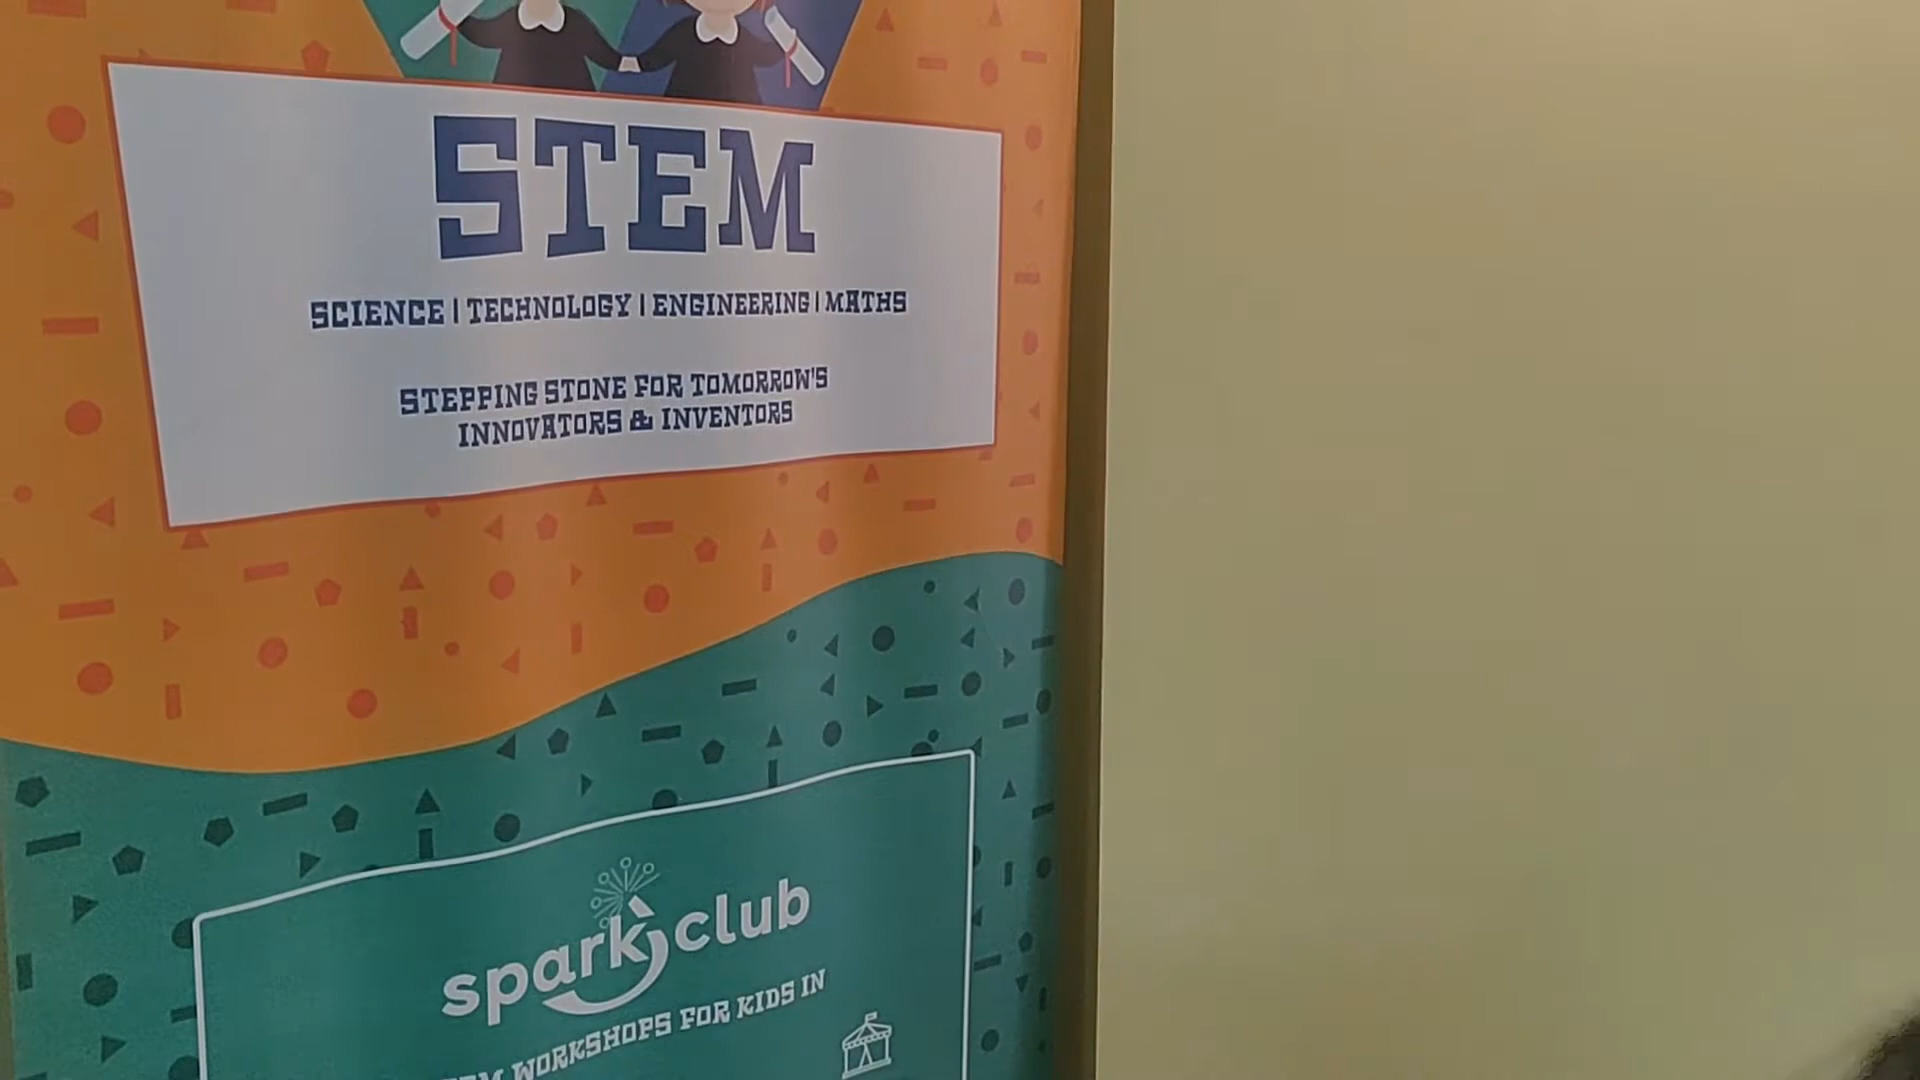 STEM
SCIENCE | TECHNOLOGY | ENGINEERING | MATHS
STEPPING STONE FOR TOMORROW'S
INNOVATORS & INVENTORS
spark club
WORKSHOPS FOR KIDS IN